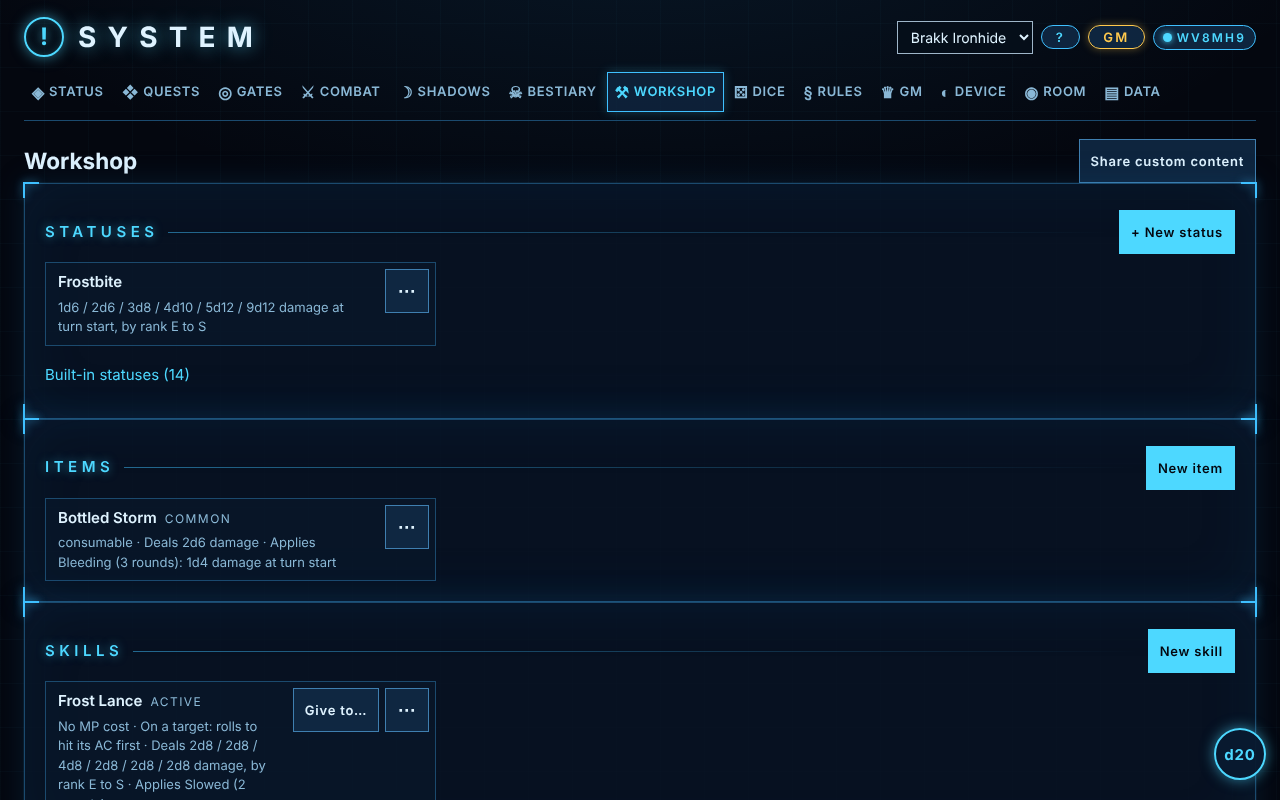 ! SYSTEM
Brakk Ironhide ? GM WV8MH9
STATUS QUESTS GATES COMBAT SHADOWS BESTIARY WORKSHOP DICE § RULES GM DEVICE ROOM DATA
Workshop
Share custom content
STATUSES
+ New status
Frostbite
...
1d6 / 2d6 / 3d8 / 4d10 / 5d12 / 9d12 damage at
turn start, by rank E to S
Built-in statuses (14)
ITEMS
New item
Bottled Storm COMMON
...
consumable · Deals 2d6 damage · Applies
Bleeding (3 rounds): 1d4 damage at turn start
SKILLS
New skill
Frost Lance ACTIVE
Give to...
...
No MP cost · On a target: rolls to
hit its AC first · Deals 2d8 / 2d8 /
4d8 / 2d8 / 2d8 / 2d8 damage, by
rank E to S · Applies Slowed (2
d20